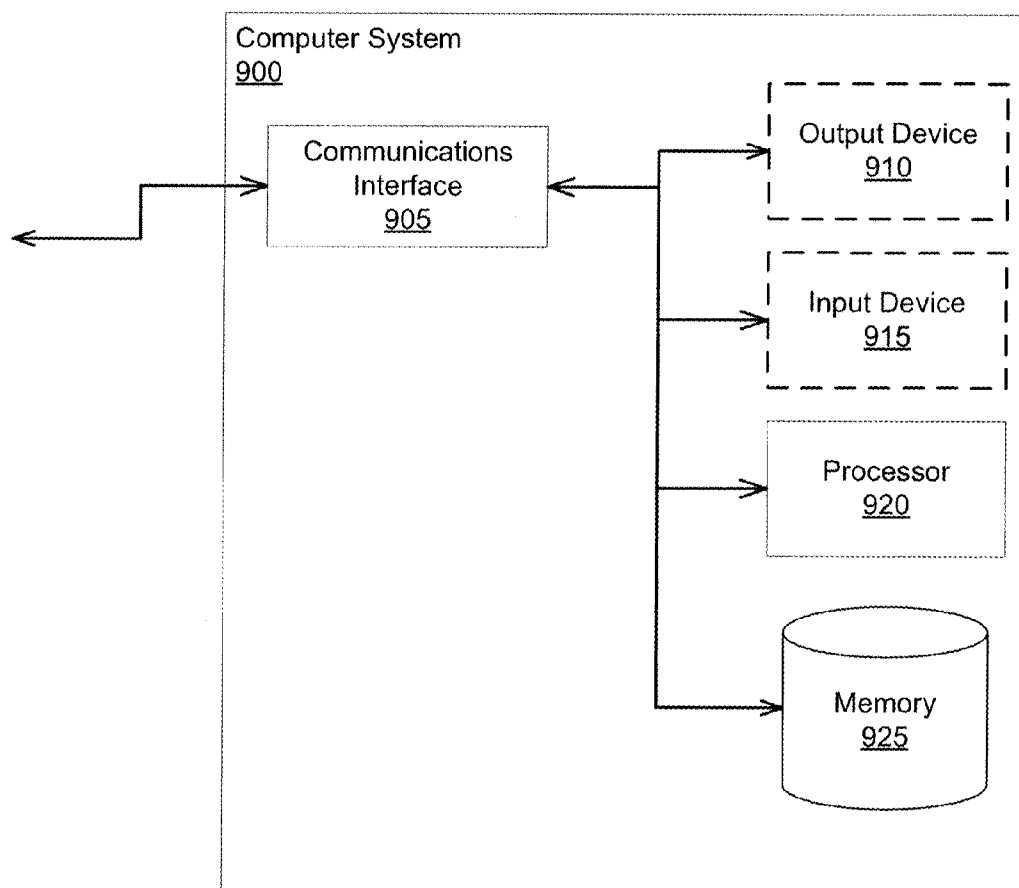 Computer System
900
Communications
Interface
905
Output Device
910
Input Device
915
Processor
920
Memory
925